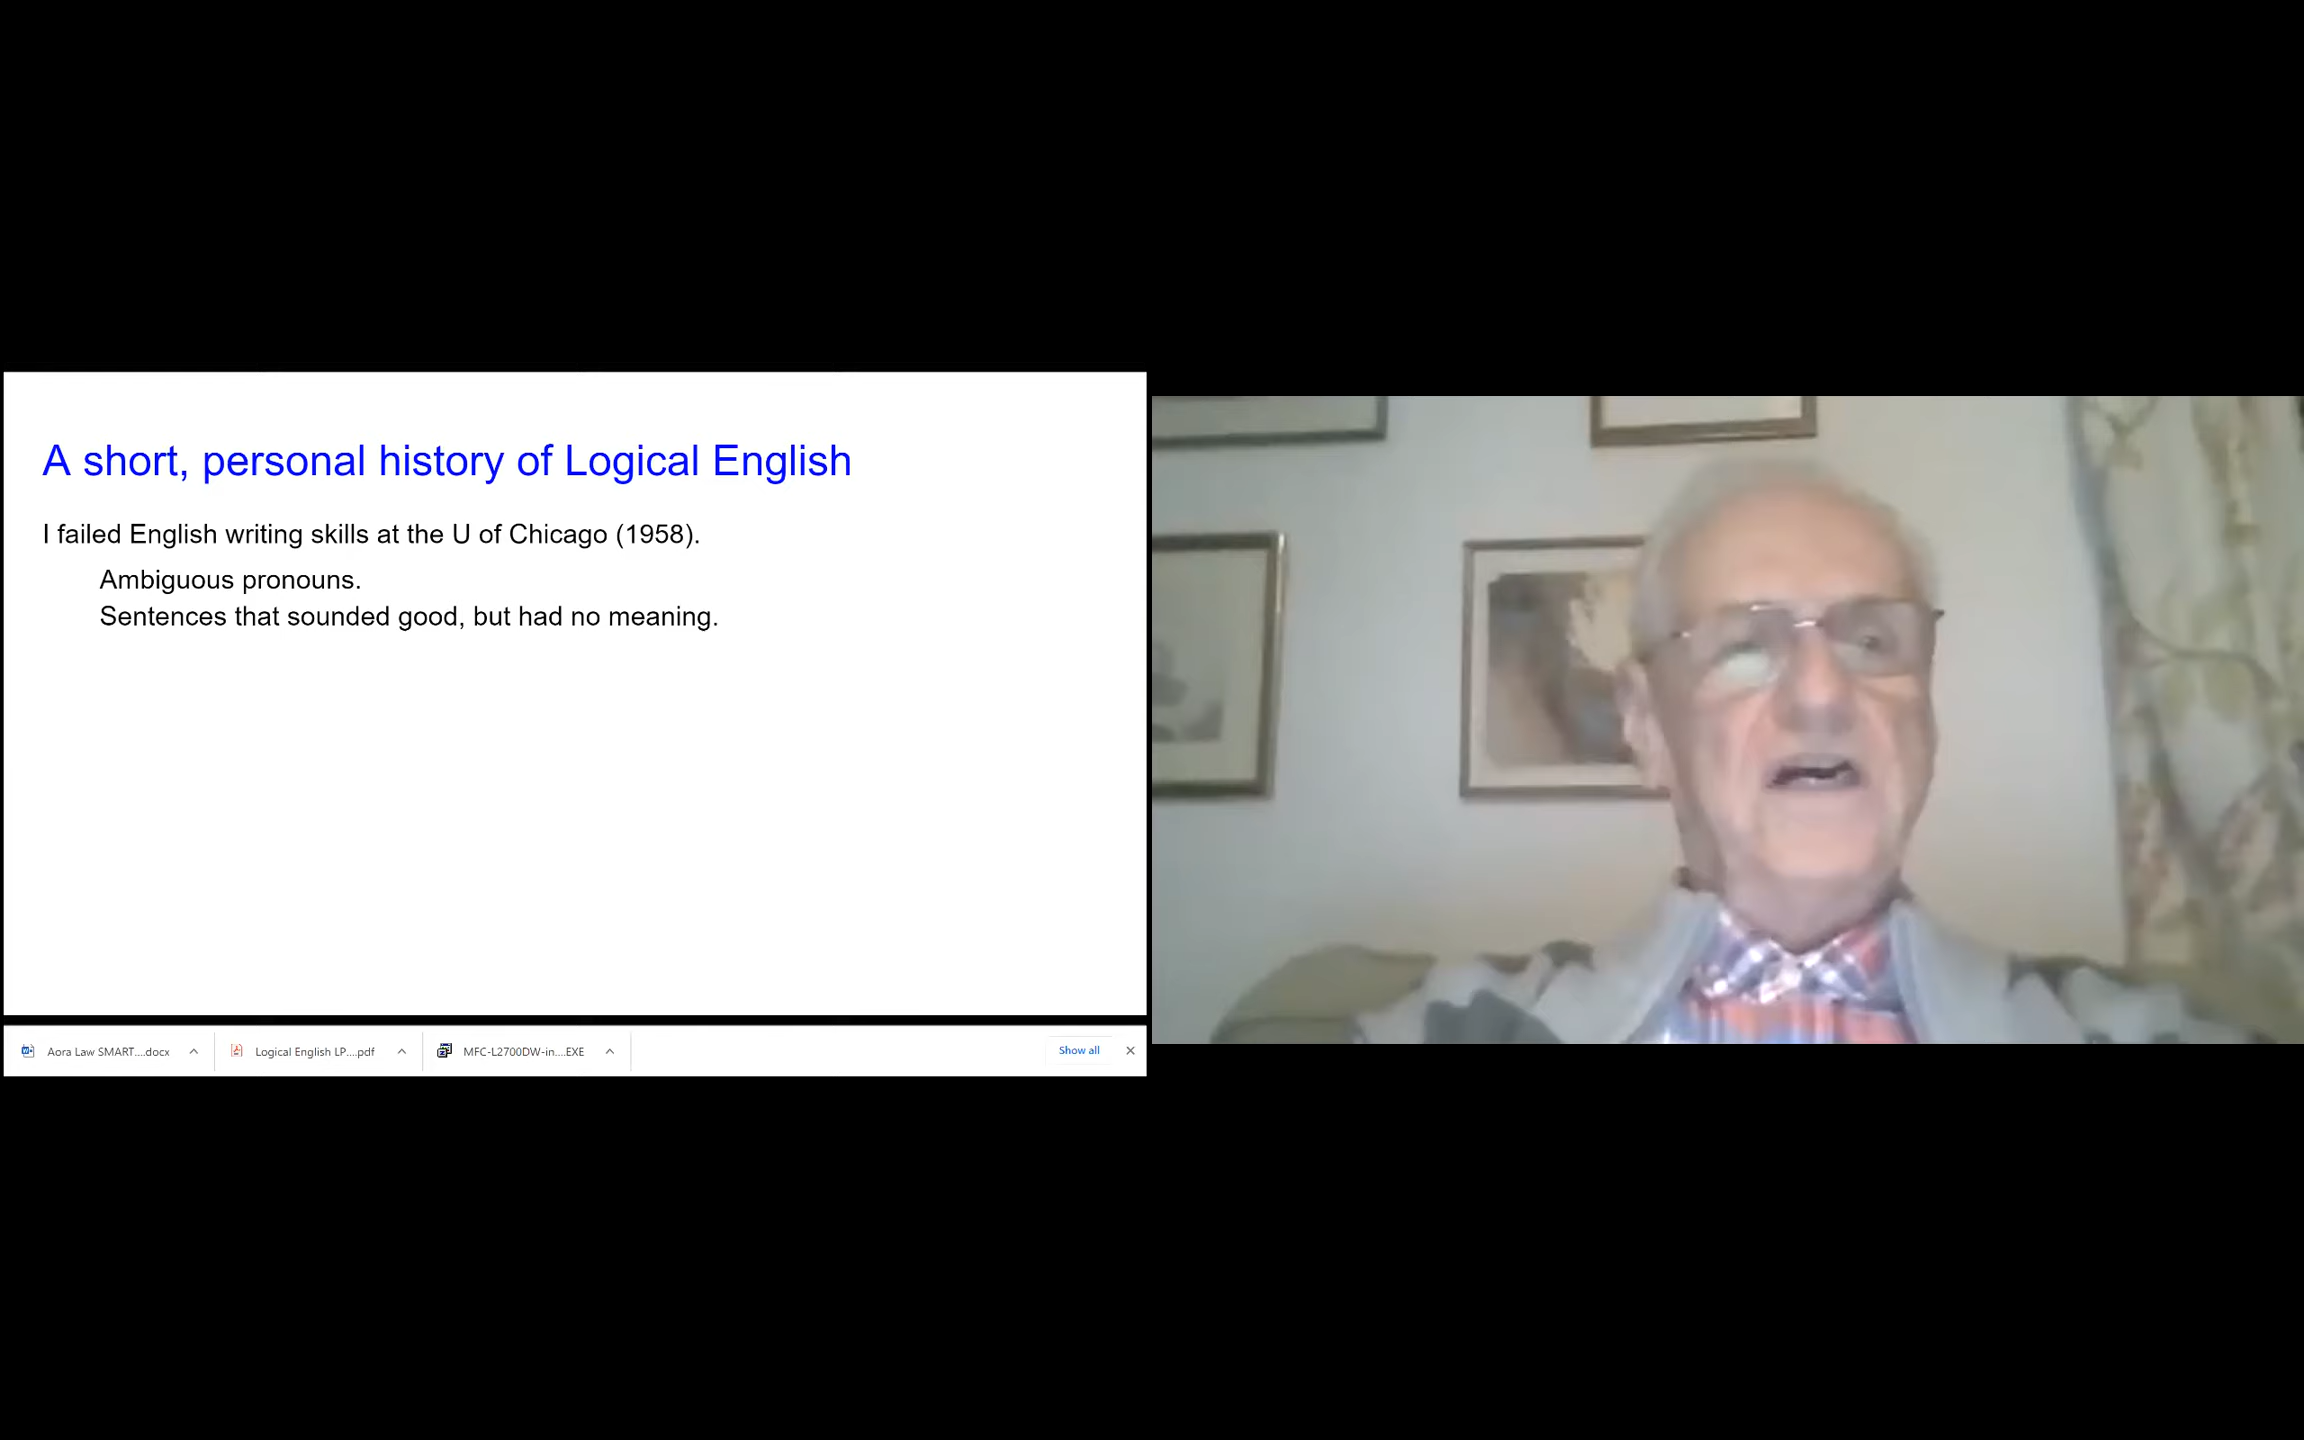 A short, personal history of Logical English
I failed English writing skills at the U of Chicago (1958).
Ambiguous pronouns.
Sentences that sounded good, but had no meaning.
Aora Law SMART....docx
Logical English LP....pdf
MFC-L2700DW-in....EXE
Show all